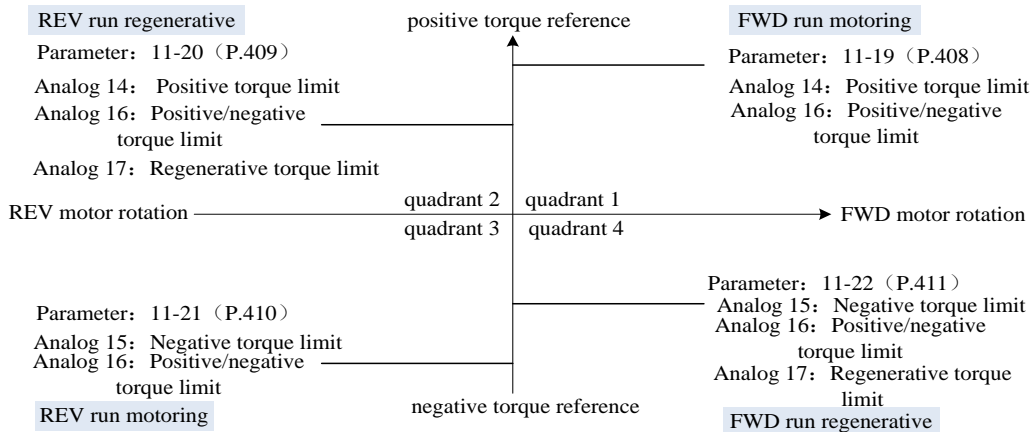 REV run regenerative
Parameter：11-20（P.409）
Analog 14： Positive torque limit
Analog 16：Positive/negative
torque limit
Analog 17：Regenerative torque limit
positive torque reference
FWD run motoring
Parameter：11-19（P.408）
Analog 14：Positive torque limit
Analog 16：Positive/negative
torque limit
quadrant 2
quadrant 1
REV motor rotation
FWD motor rotation
quadrant 3
quadrant 4
Parameter：11-21（P.410）
Analog 15：Negative torque limit
Analog 16：Positive/negative
torque limit
REV run motoring
negative torque reference
Parameter：11-22（P.411）
Analog 15：Negative torque limit
Analog 16：Positive/negative
torque limit
Analog 17：Regenerative torque
limit
FWD run regenerative